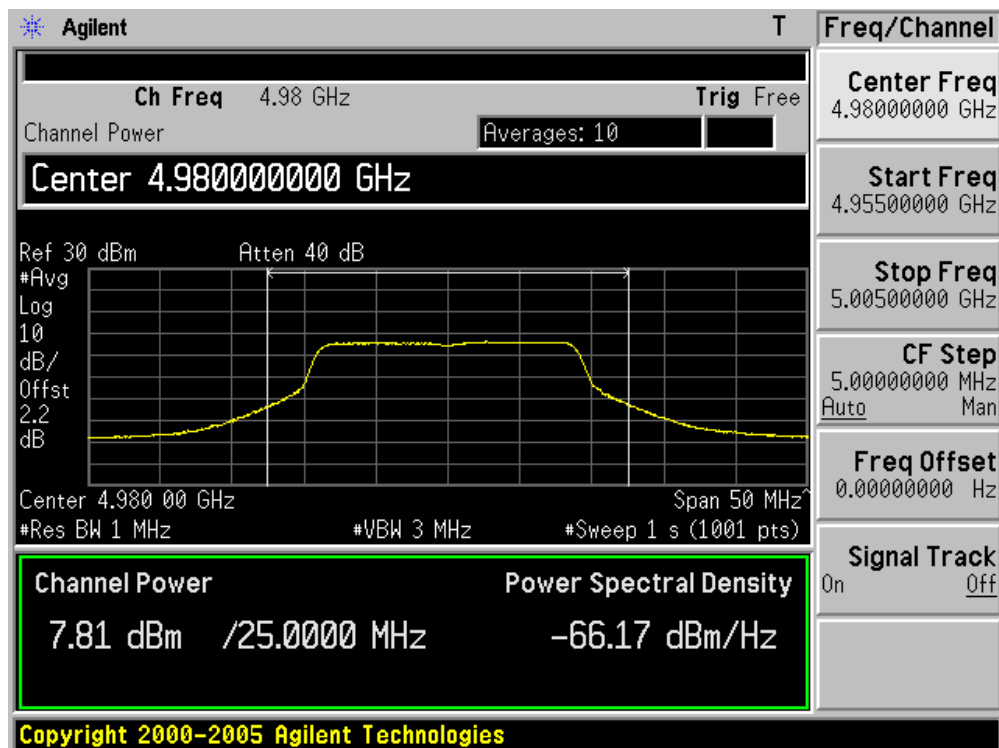 Agilent T
Ch Freq 4.98 GHz Trig Free
Channel Power Averages: 10
Center 4.980000000 GHz
Ref 30 dBm Atten 40 dB
#Avg
Log
10
dB/
Offst
2.2
dB
Center 4.980 00 GHz Span 50 MHz^
#Res BW 1 MHz #VBW 3 MHz #Sweep 1 s (1001 pts)
Channel Power Power Spectral Density
7.81 dBm /25.0000 MHz -66.17 dBm/Hz
Copyright 2000-2005 Agilent Technologies
Freq/Channel
Center Freq
4.98000000 GHz
Start Freq
4.95500000 GHz
Stop Freq
5.00500000 GHz
CF Step
5.00000000 MHz
Auto Man
Freq Offset
0.00000000 Hz
Signal Track
On Off